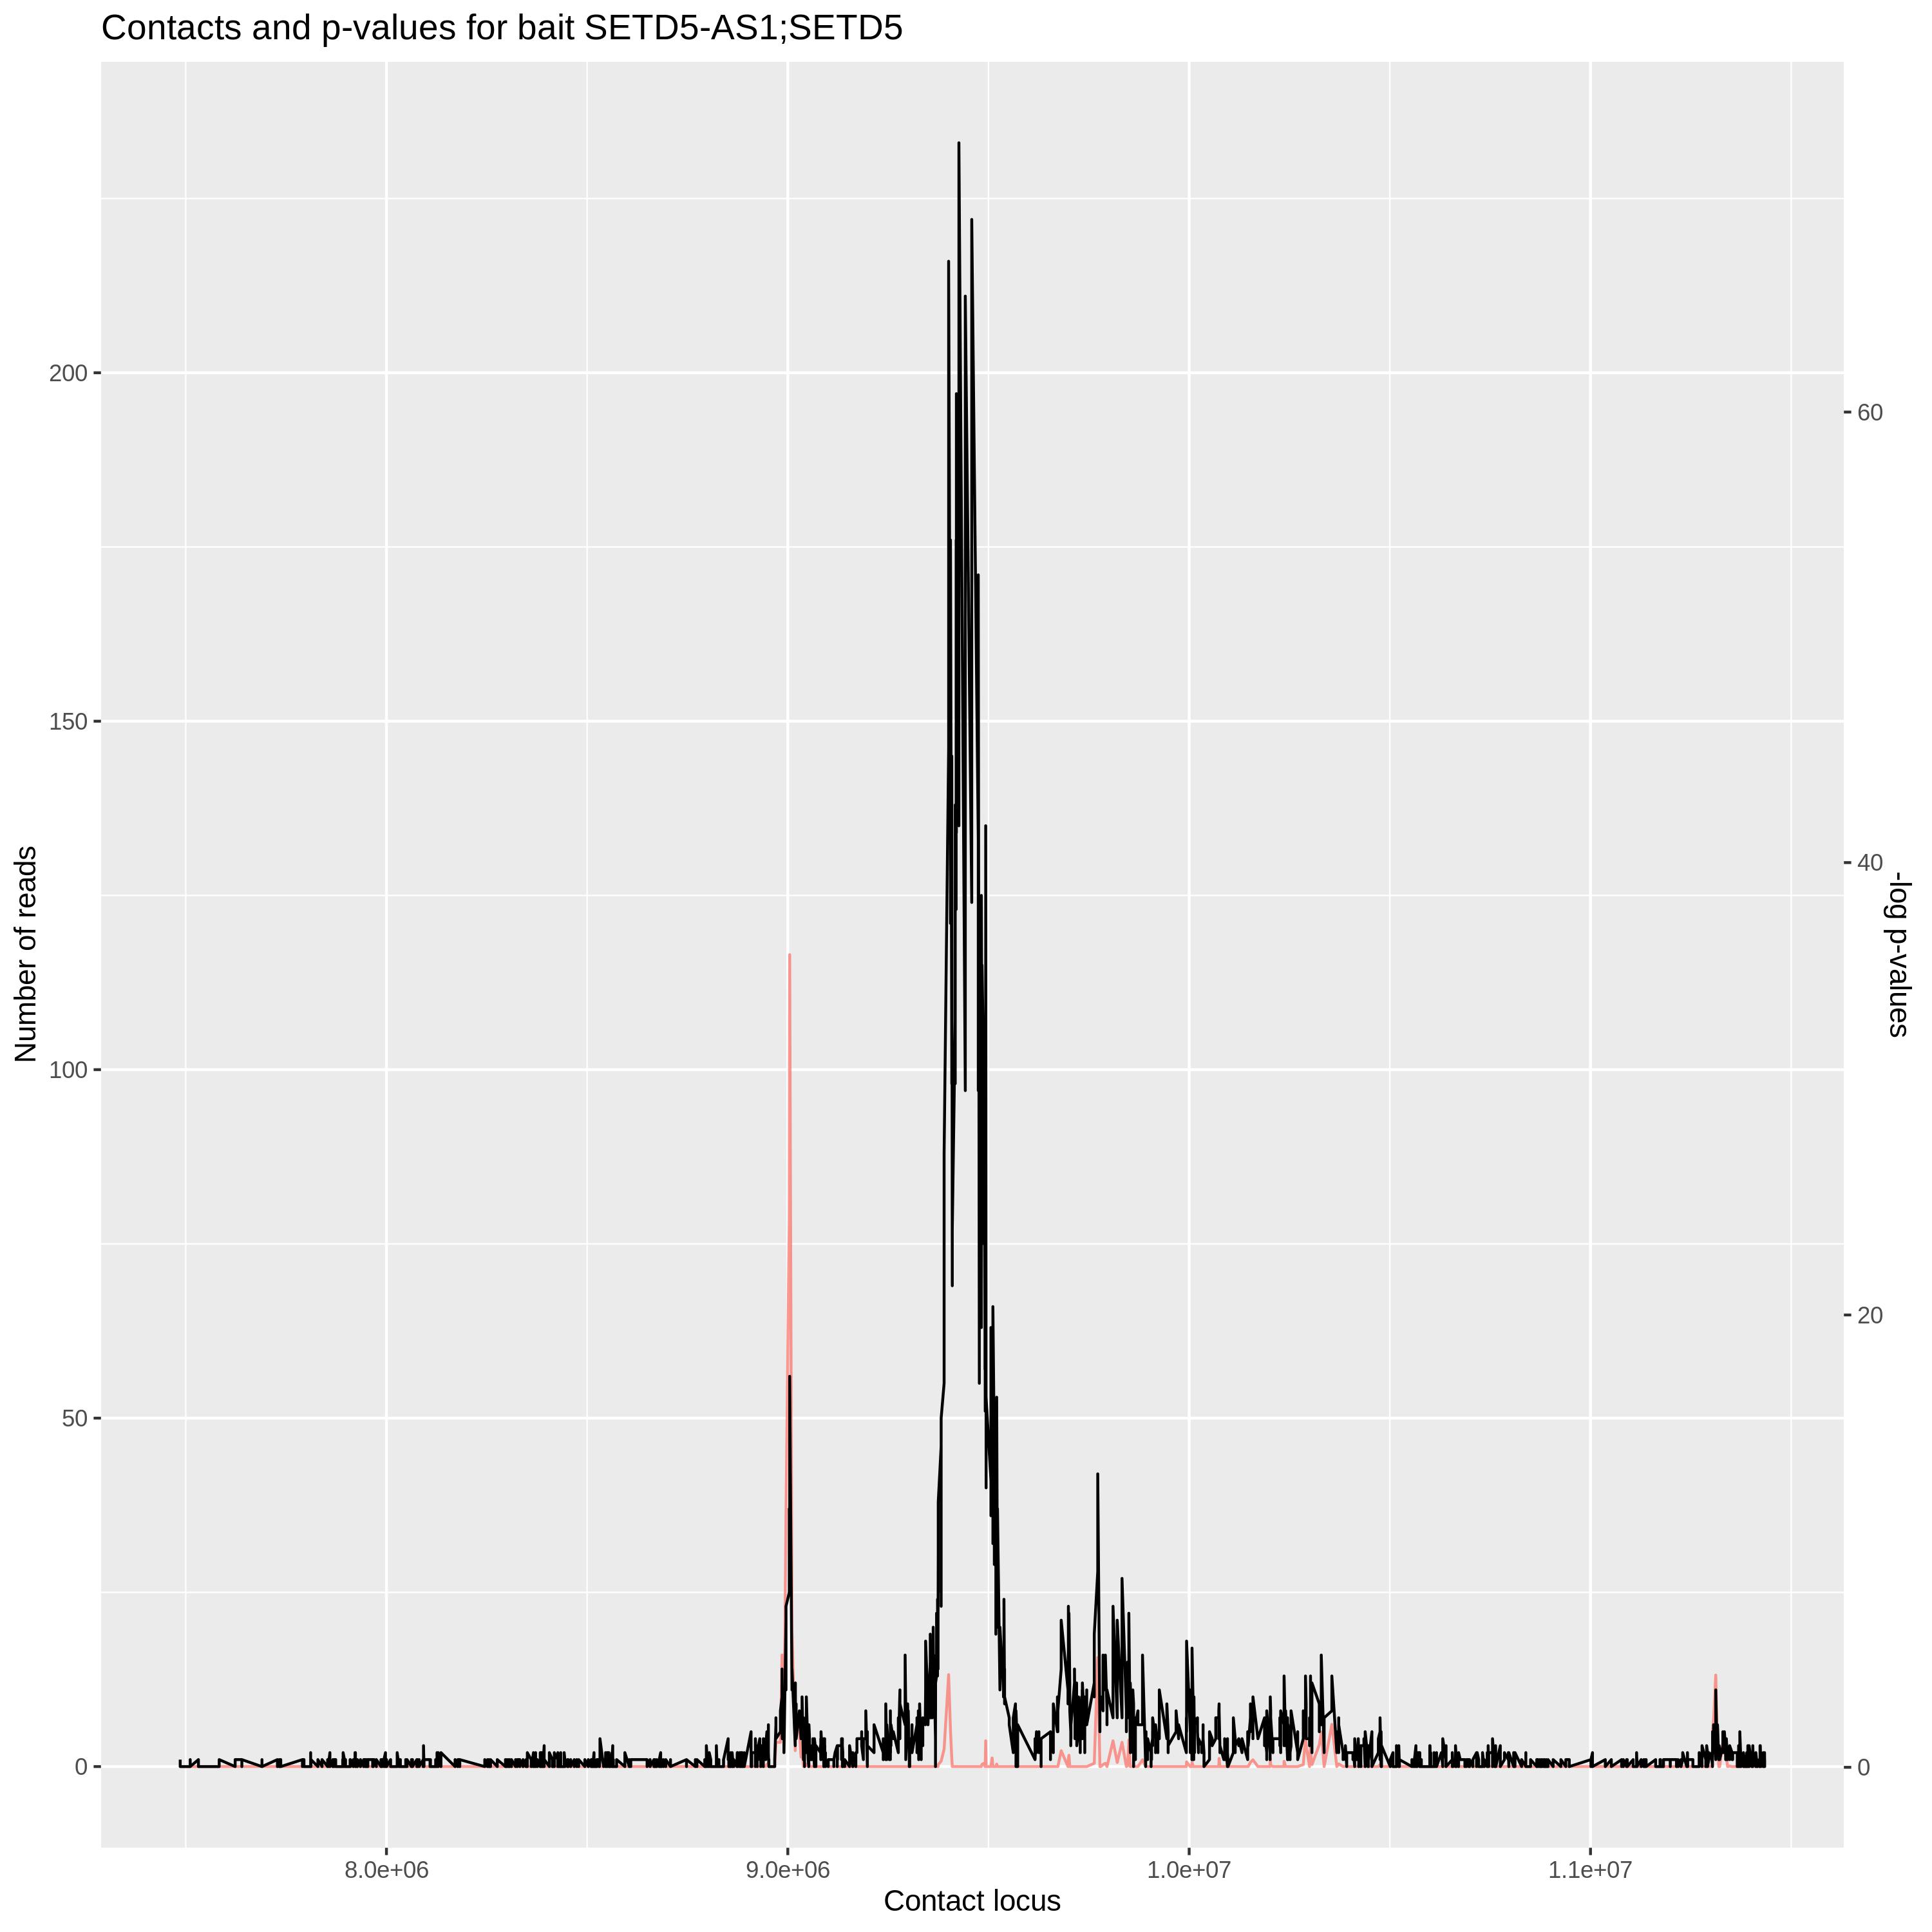 Contacts and p-values for bait SETD5-AS1;SETD5
Number of reads
200
150
100
50
0
60
40
20
0
-log p-values
8.0e+06
9.0e+06
1.0e+07
1.1e+07
Contact locus